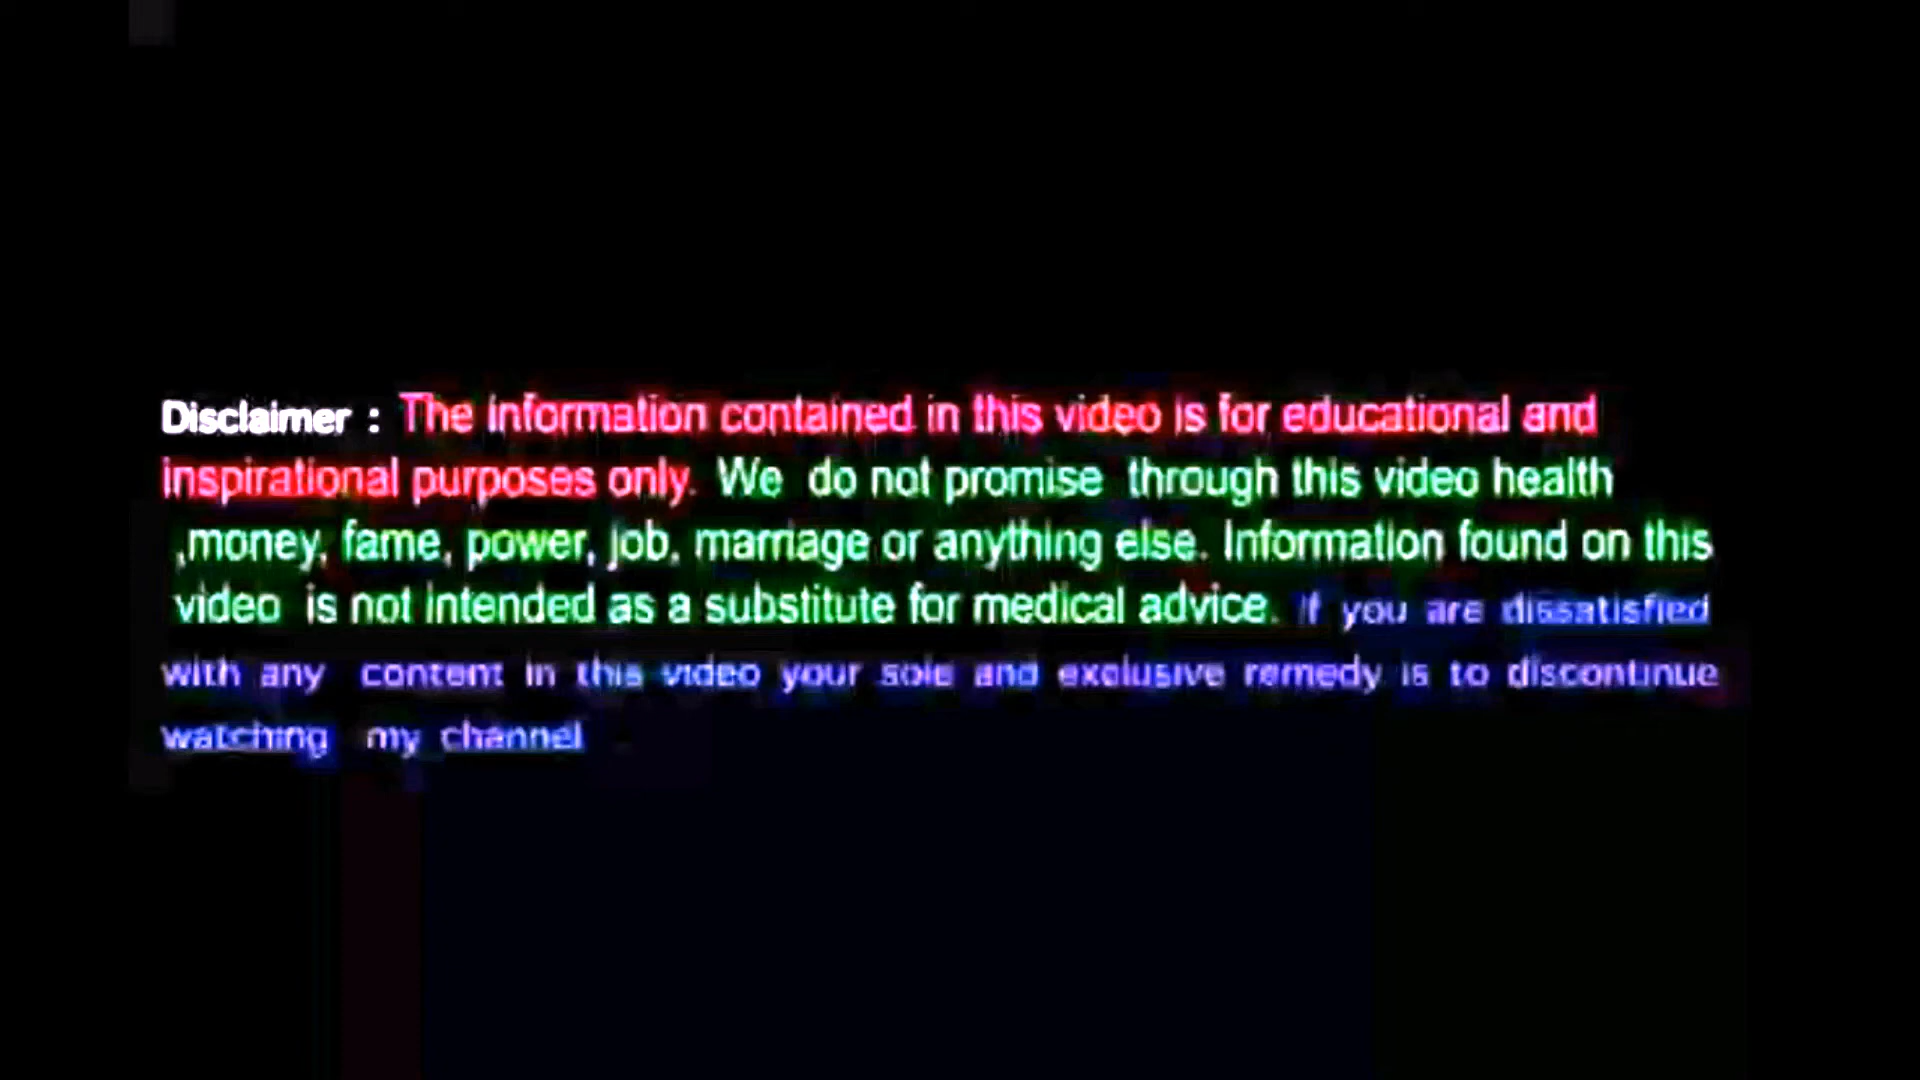 Disclaimer : The information contained in this video is for educational and
inspirational purposes only. We do not promise through this video health
,money, fame, power, job, marriage or anything else. Information found on this
video is not intended as a substitute for medical advice. If you are dissatisfied
with any content in this video your sole and exclusive remedy is to discontinue
watching my channel